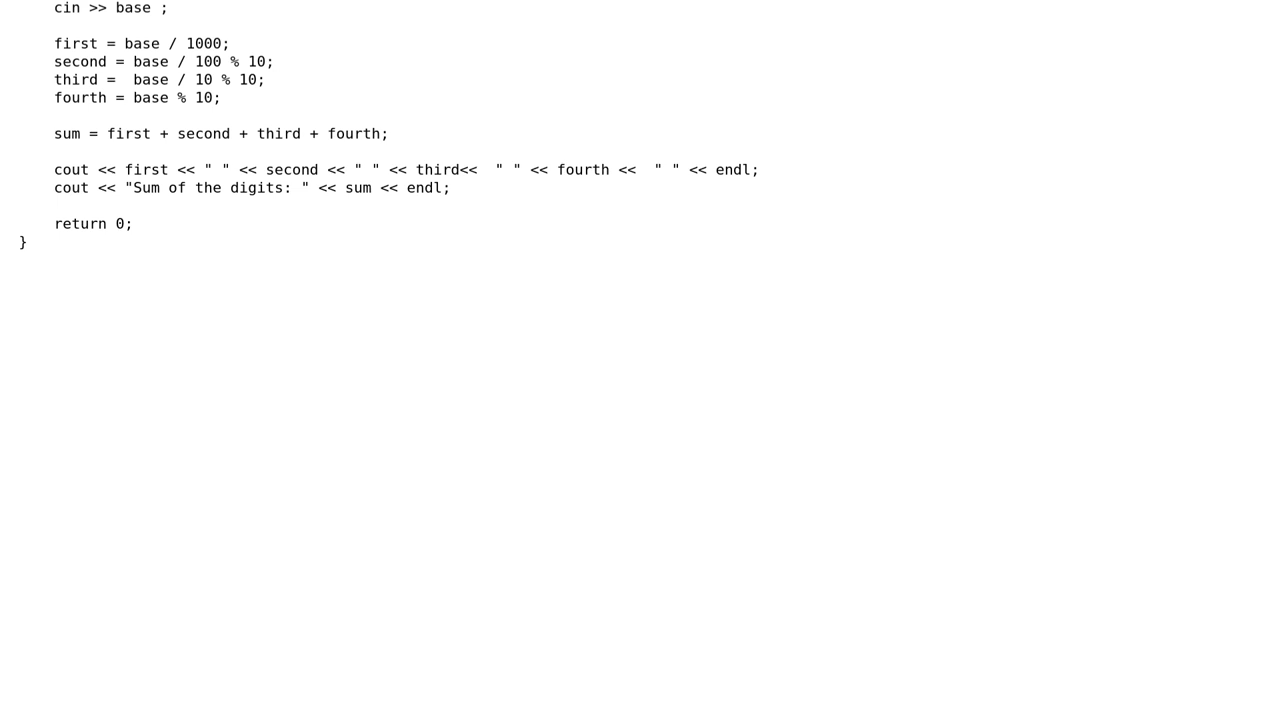 cin >> base ;
first = base / 1000;
second = base / 100 % 10;
third =  base / 10 % 10;
fourth = base % 10;
sum = first + second + third + fourth;
cout << first << " " << second << " " << third<<  " " << fourth <<  " " << endl;
cout << "Sum of the digits: " << sum << endl;
return 0;
}